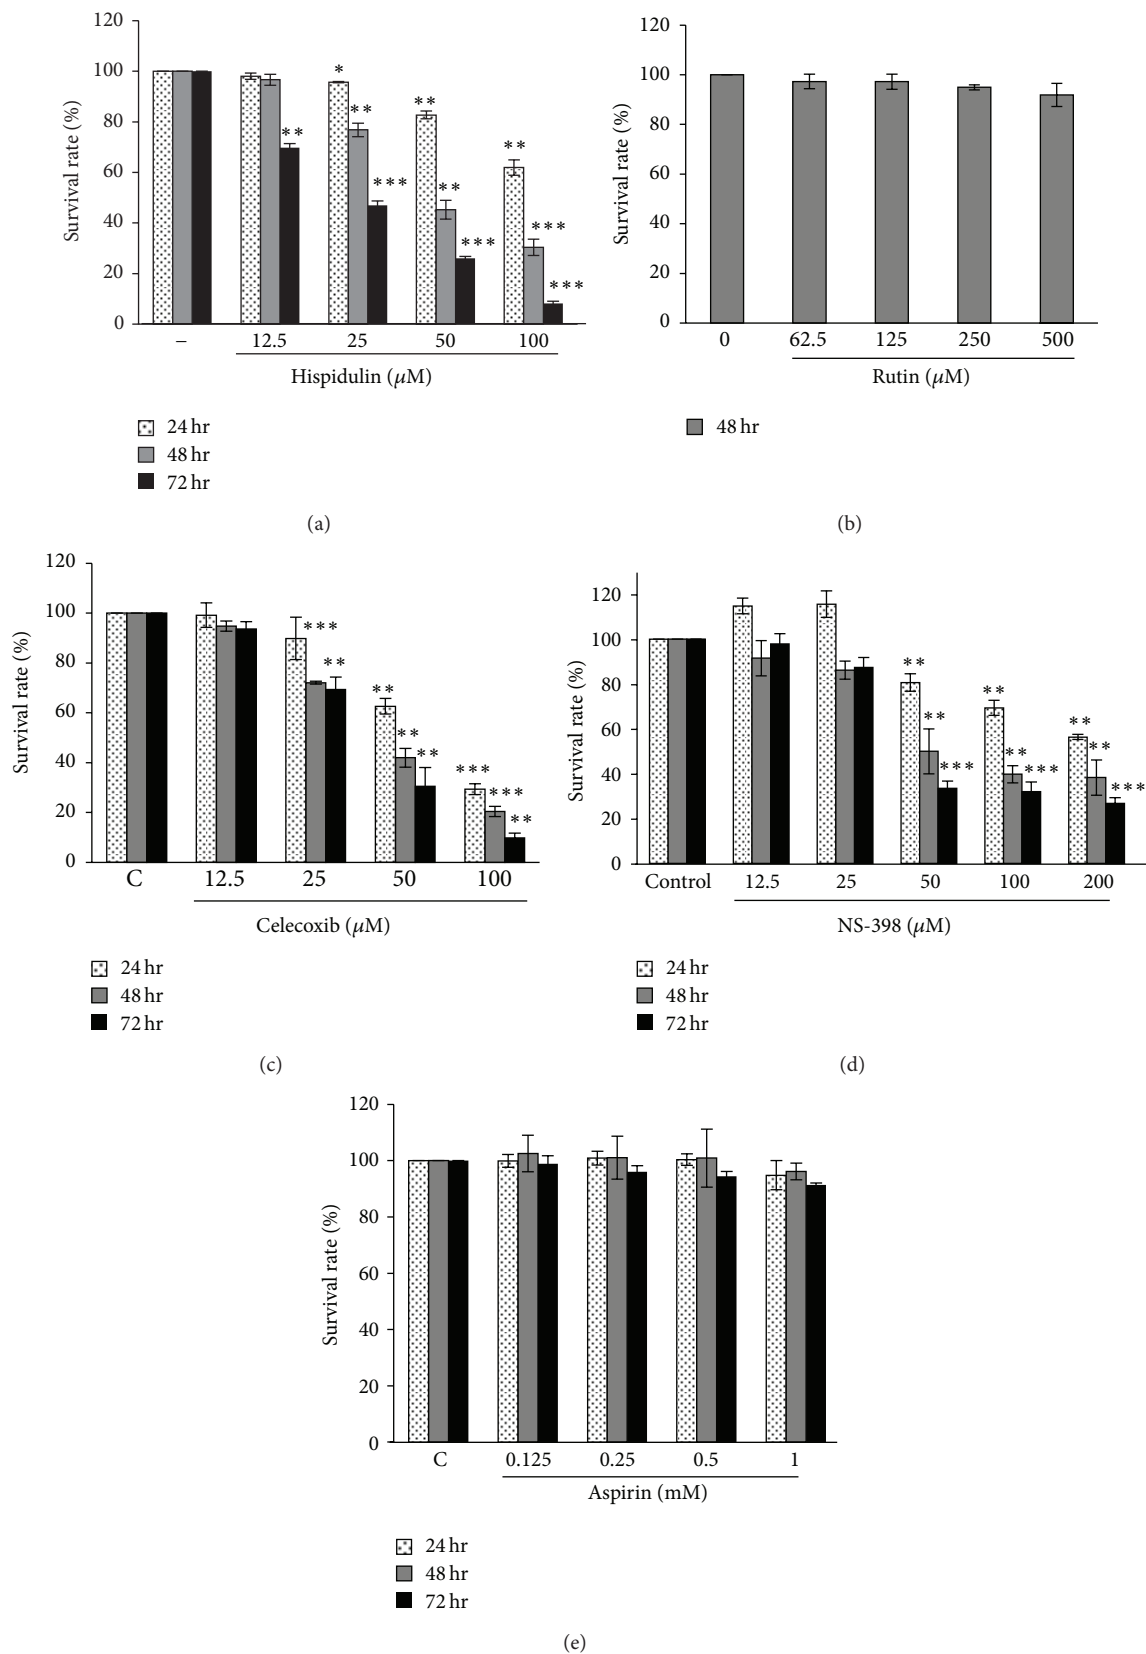 120
100
80
60
40
20
0
Survival rate (%)
*
** ** **
** *** ** ***
*** ***
– 12.5 25 50 100
Hispidulin (μM)
24 hr
48 hr
72 hr
(a)
120
100
80
60
40
20
0
Survival rate (%)
0 62.5 125 250 500
Rutin (μM)
48 hr
(b)
120
100
80
60
40
20
0
Survival rate (%)
***
**
**
** **
*** ***
**
C 12.5 25 50 100
Celecoxib (μM)
24 hr
48 hr
72 hr
(c)
120
100
80
60
40
20
0
Survival rate (%)
** ** **
** ** **
*** *** ***
Control 12.5 25 50 100 200
NS-398 (μM)
24 hr
48 hr
72 hr
(d)
120
100
80
60
40
20
0
Survival rate (%)
C 0.125 0.25 0.5 1
Aspirin (mM)
24 hr
48 hr
72 hr
(e)